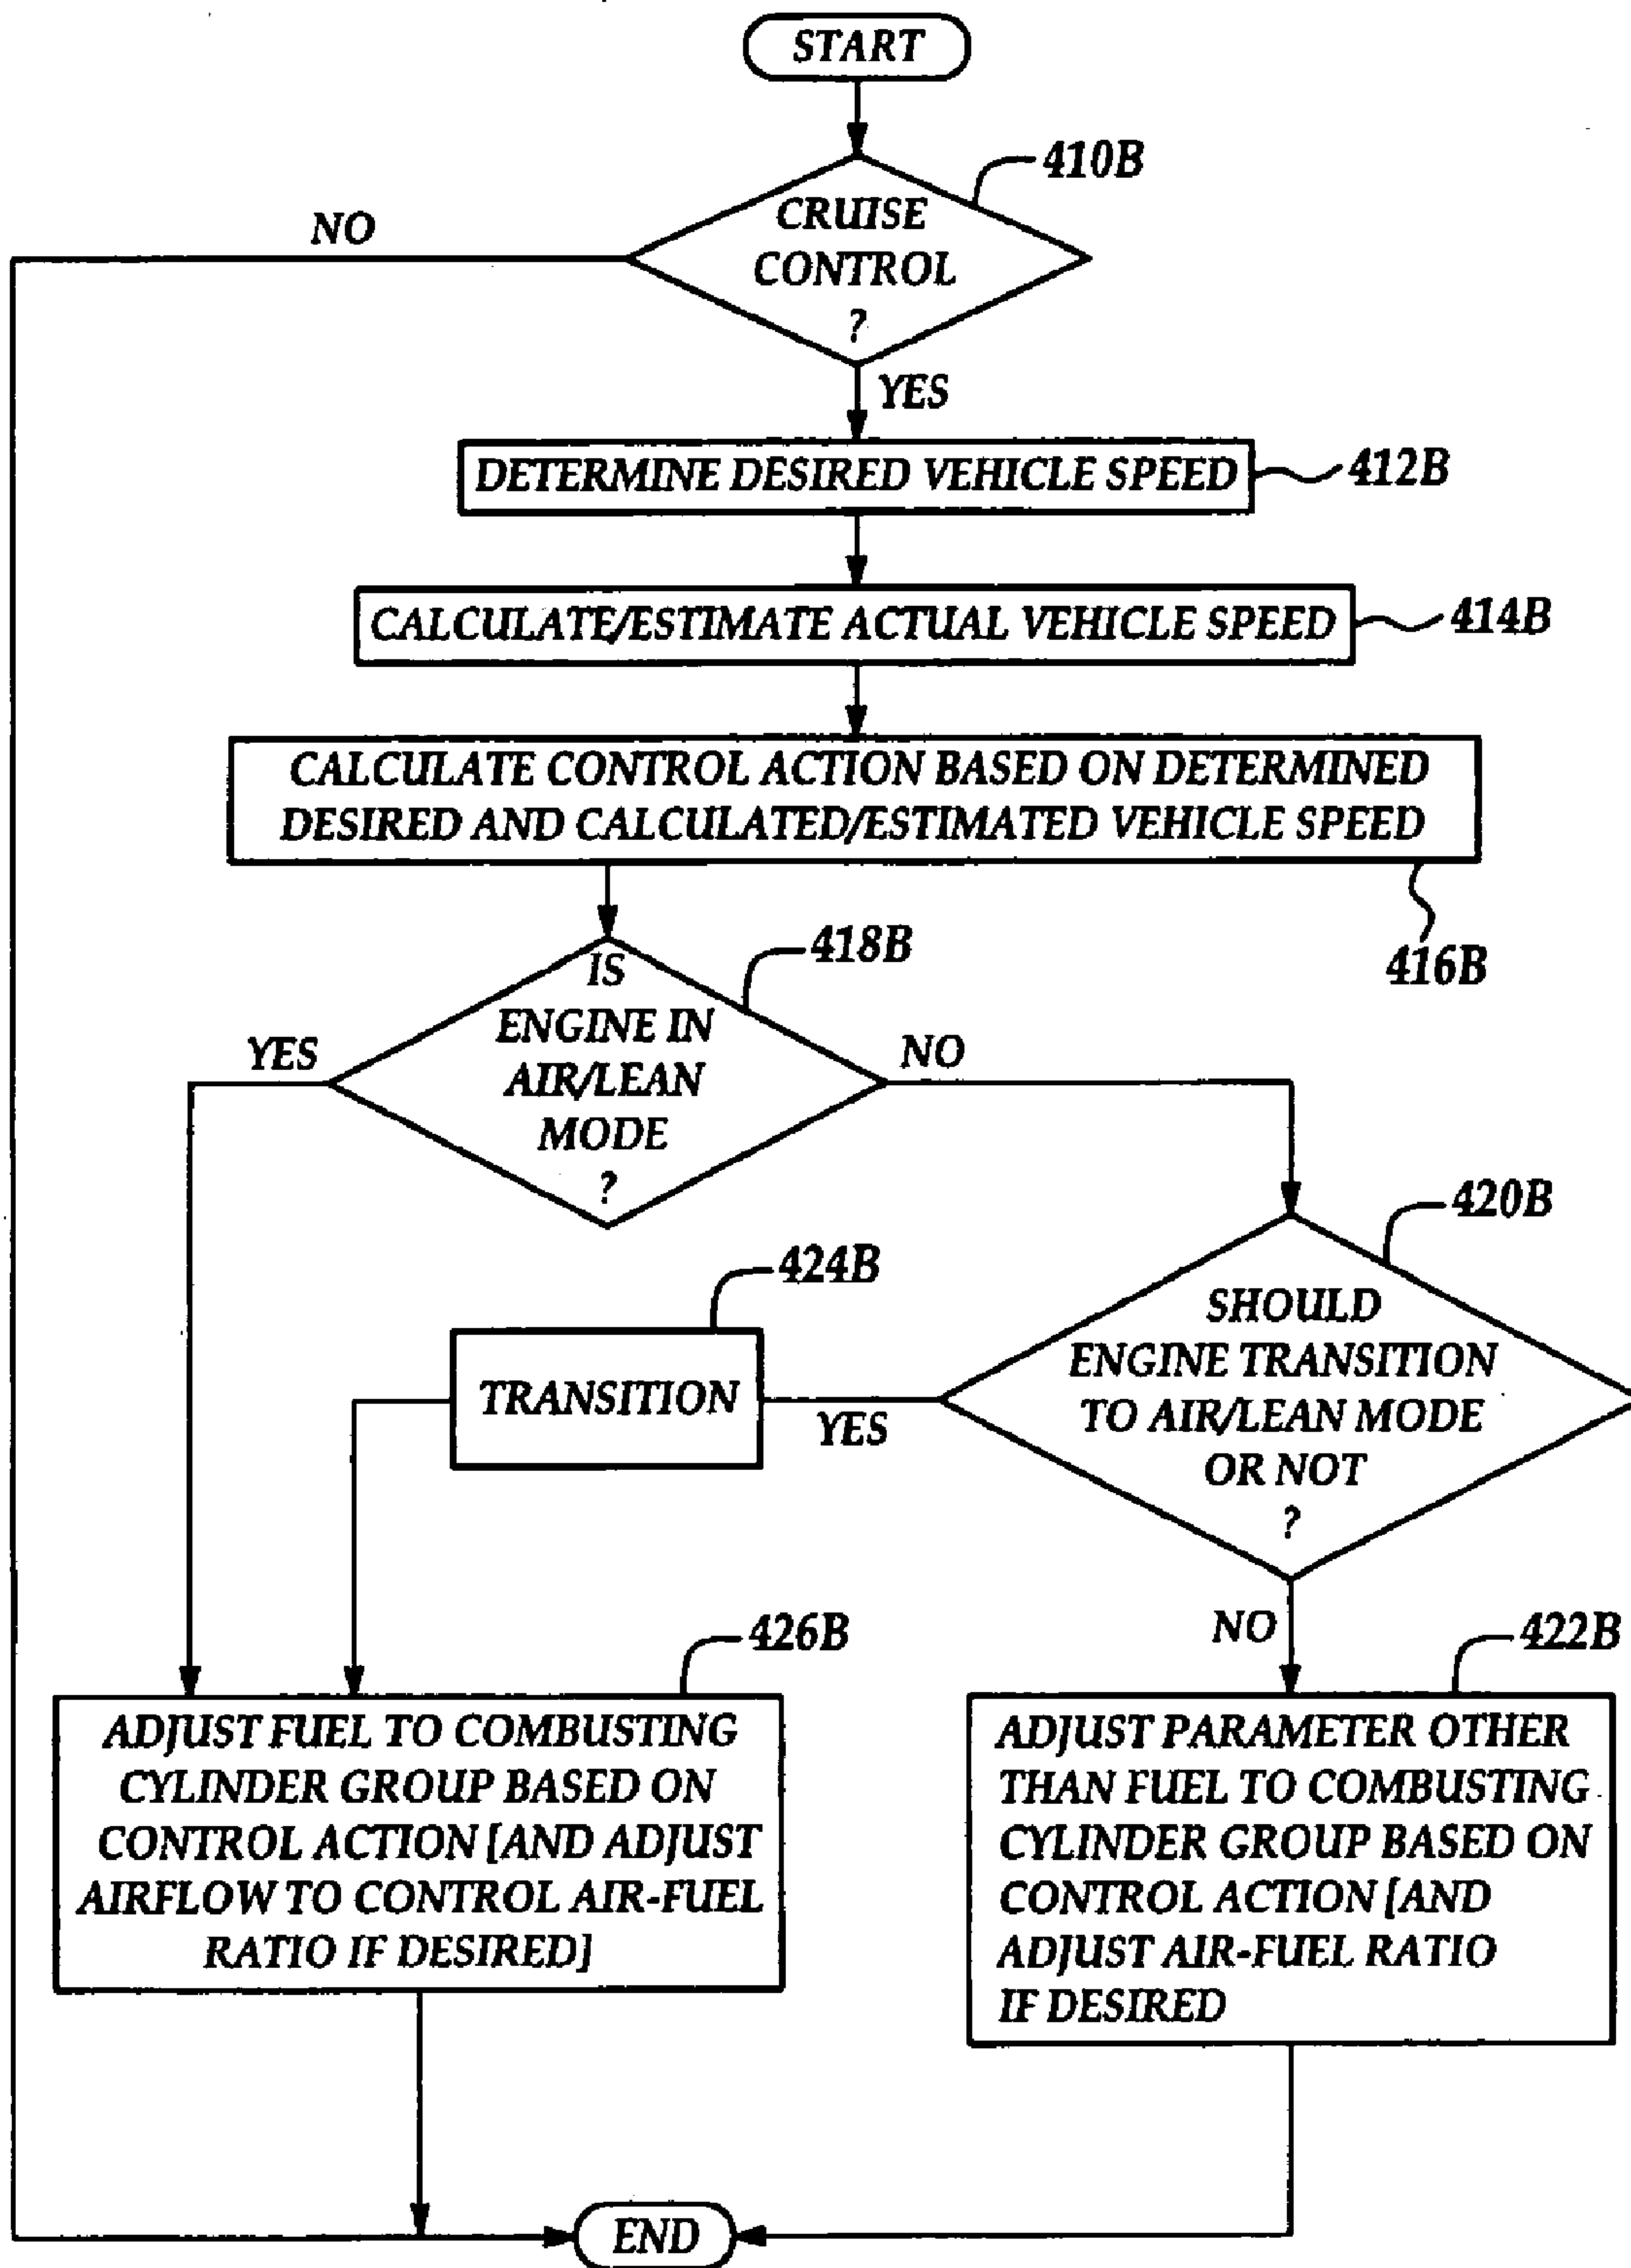 START
410B
CRUISE
CONTROL
?
NO
YES
DETERMINE DESIRED VEHICLE SPEED
412B
CALCULATE/ESTIMATE ACTUAL VEHICLE SPEED
414B
CALCULATE CONTROL ACTION BASED ON DETERMINED
DESIRED AND CALCULATED/ESTIMATED VEHICLE SPEED
416B
418B
IS
ENGINE IN
AIR/LEAN
MODE
?
YES
NO
420B
SHOULD
ENGINE TRANSITION
TO AIR/LEAN MODE
OR NOT
?
424B
TRANSITION
YES
NO
426B
ADJUST FUEL TO COMBUSTING
CYLINDER GROUP BASED ON
CONTROL ACTION [AND ADJUST
AIRFLOW TO CONTROL AIR-FUEL
RATIO IF DESIRED]
422B
ADJUST PARAMETER OTHER
THAN FUEL TO COMBUSTING
CYLINDER GROUP BASED ON
CONTROL ACTION [AND
ADJUST AIR-FUEL RATIO
IF DESIRED
END